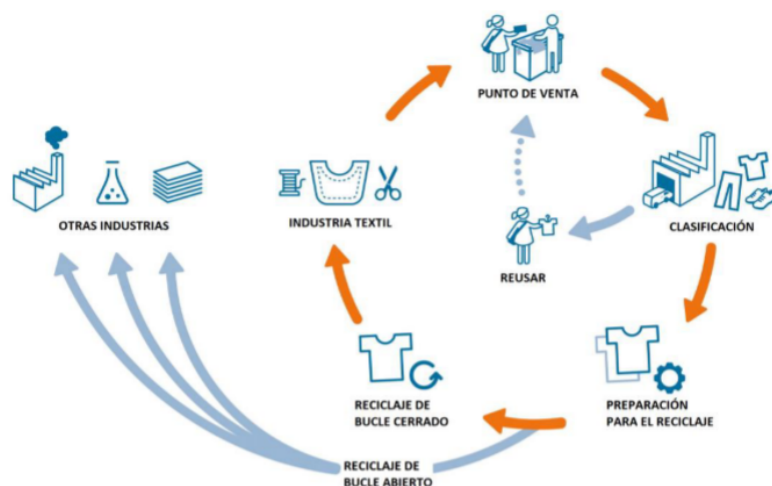 PUNTO DE VENTA
OTRAS INDUSTRIAS
INDUSTRIA TEXTIL
CLASIFICACIÓN
REUSAR
RECICLAJE DE
BUCLE CERRADO
PREPARACIÓN
PARA EL RECICLAJE
RECICLAJE DE
BUCLE ABIERTO